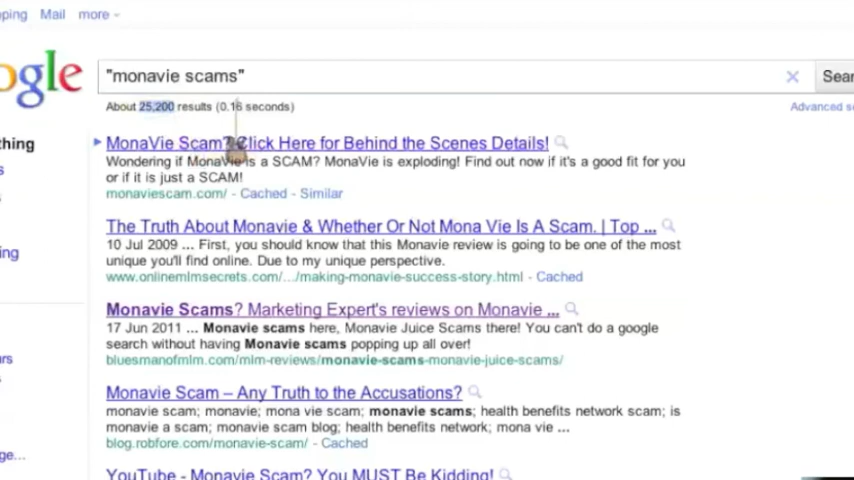 pping Mail more
ogle "monavie scams" Sear
About 25,200 results (0.16 seconds) Advanced s
thing
MonaVie Scam? Click Here for Behind the Scenes Details!
Wondering if MonaVie is a SCAM? MonaVie is exploding! Find out now if it's a good fit for you
or if it is just a SCAM!
monaviescam.com/ - Cached - Similar
The Truth About Monavie & Whether Or Not Mona Vie Is A Scam. | Top ...
10 Jul 2009 ... First, you should know that this Monavie review is going to be one of the most
ing
unique you'll find online. Due to my unique perspective.
www.onlinemlmsecrets.com/.../making-monavie-success-story.html - Cached
Monavie Scams? Marketing Expert's reviews on Monavie ...
17 Jun 2011 ... Monavie scams here, Monavie Juice Scams there! You can't do a google
search without having Monavie scams popping up all over!
urs
bluesmanofmlm.com/mlm-reviews/monavie-scams-monavie-juice-scams/
Monavie Scam – Any Truth to the Accusations?
monavie scam; monavie; mona vie scam; monavie scams; health benefits network scam; is
monavie a scam; monavie scam blog; health benefits network; mona vie ...
blog.robfore.com/monavie-scam/ - Cached
ge...
YouTube - Monavie Scam? You MUST Be Kidding!